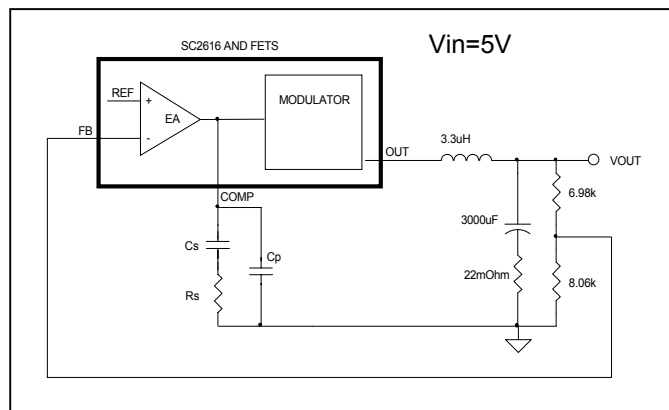 SC2616 AND FETS
Vin=5V
REF
+
EA
-
FB
MODULATOR
OUT
3.3uH
VOUT
6.98k
COMP
3000uF
Cs
Cp
22mOhm
8.06k
Rs